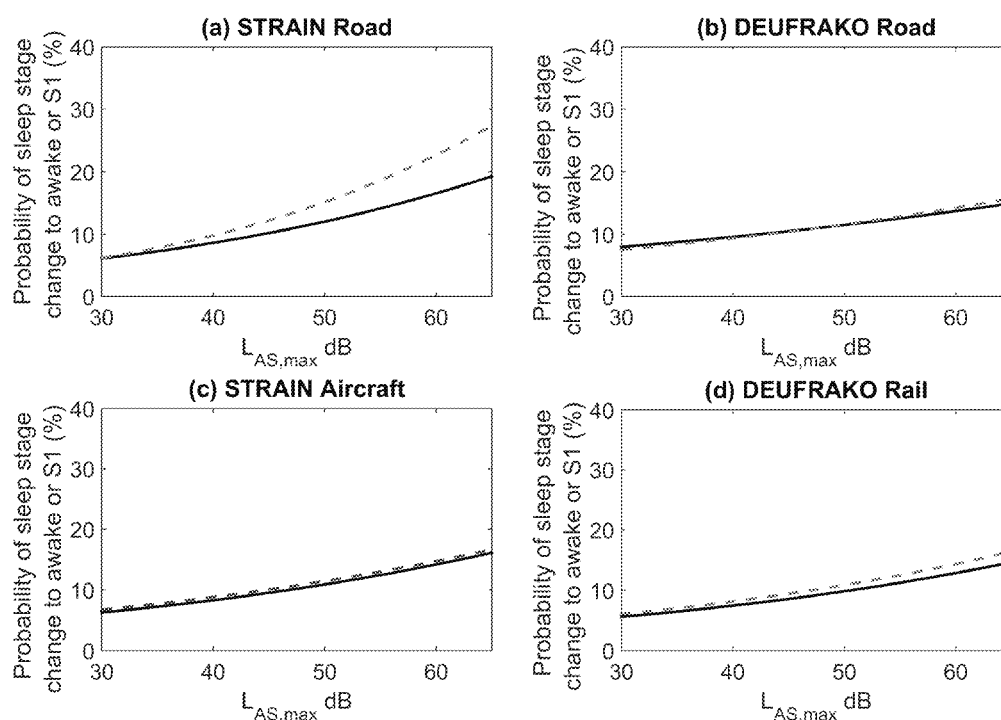 (a) STRAIN Road
Probability of sleep stage
change to awake or S1 (%)
40
30
20
10
0
30 40 50 60
L_AS,max dB
(b) DEUFRAKO Road
Probability of sleep stage
change to awake or S1 (%)
40
30
20
10
0
30 40 50 60
L_AS,max dB
(c) STRAIN Aircraft
Probability of sleep stage
change to awake or S1 (%)
40
30
20
10
0
30 40 50 60
L_AS,max dB
(d) DEUFRAKO Rail
Probability of sleep stage
change to awake or S1 (%)
40
30
20
10
0
30 40 50 60
L_AS,max dB